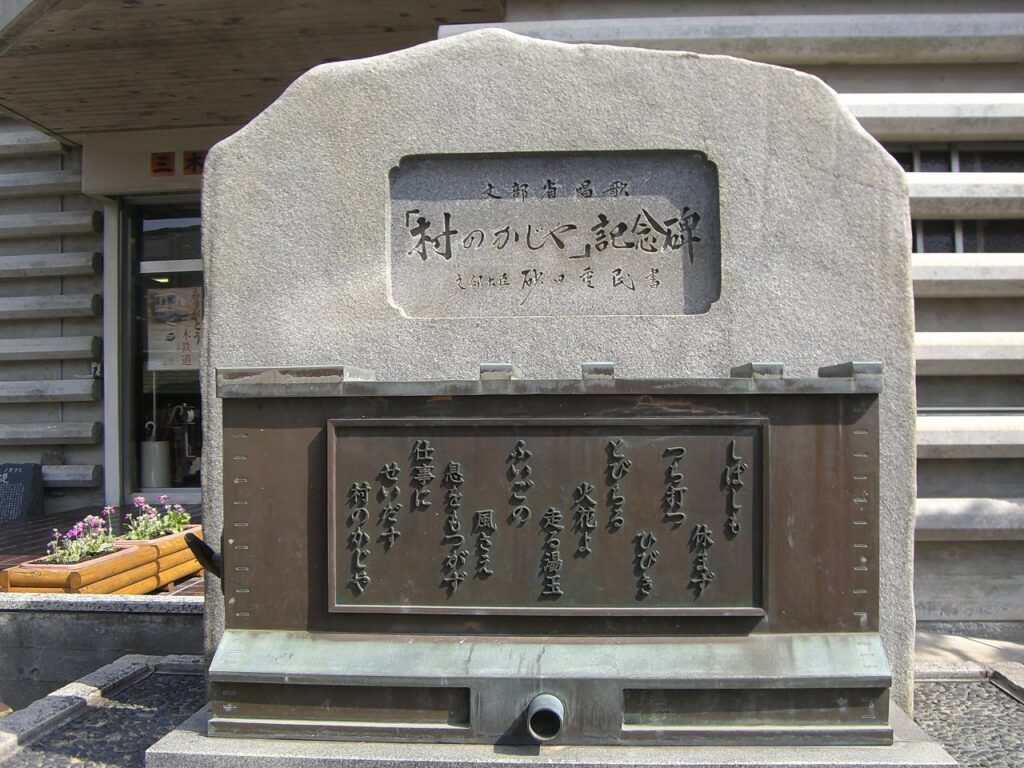 文部省唱歌
「村のかじや」記念碑
文部大臣 砂田重民書
しばしも
休まず
つち打つ
ひびき
とびちる
火花よ
走る湯玉
ふいごの
風さえ
息をもつがず
仕事に
せいだす
村のかじや
三木